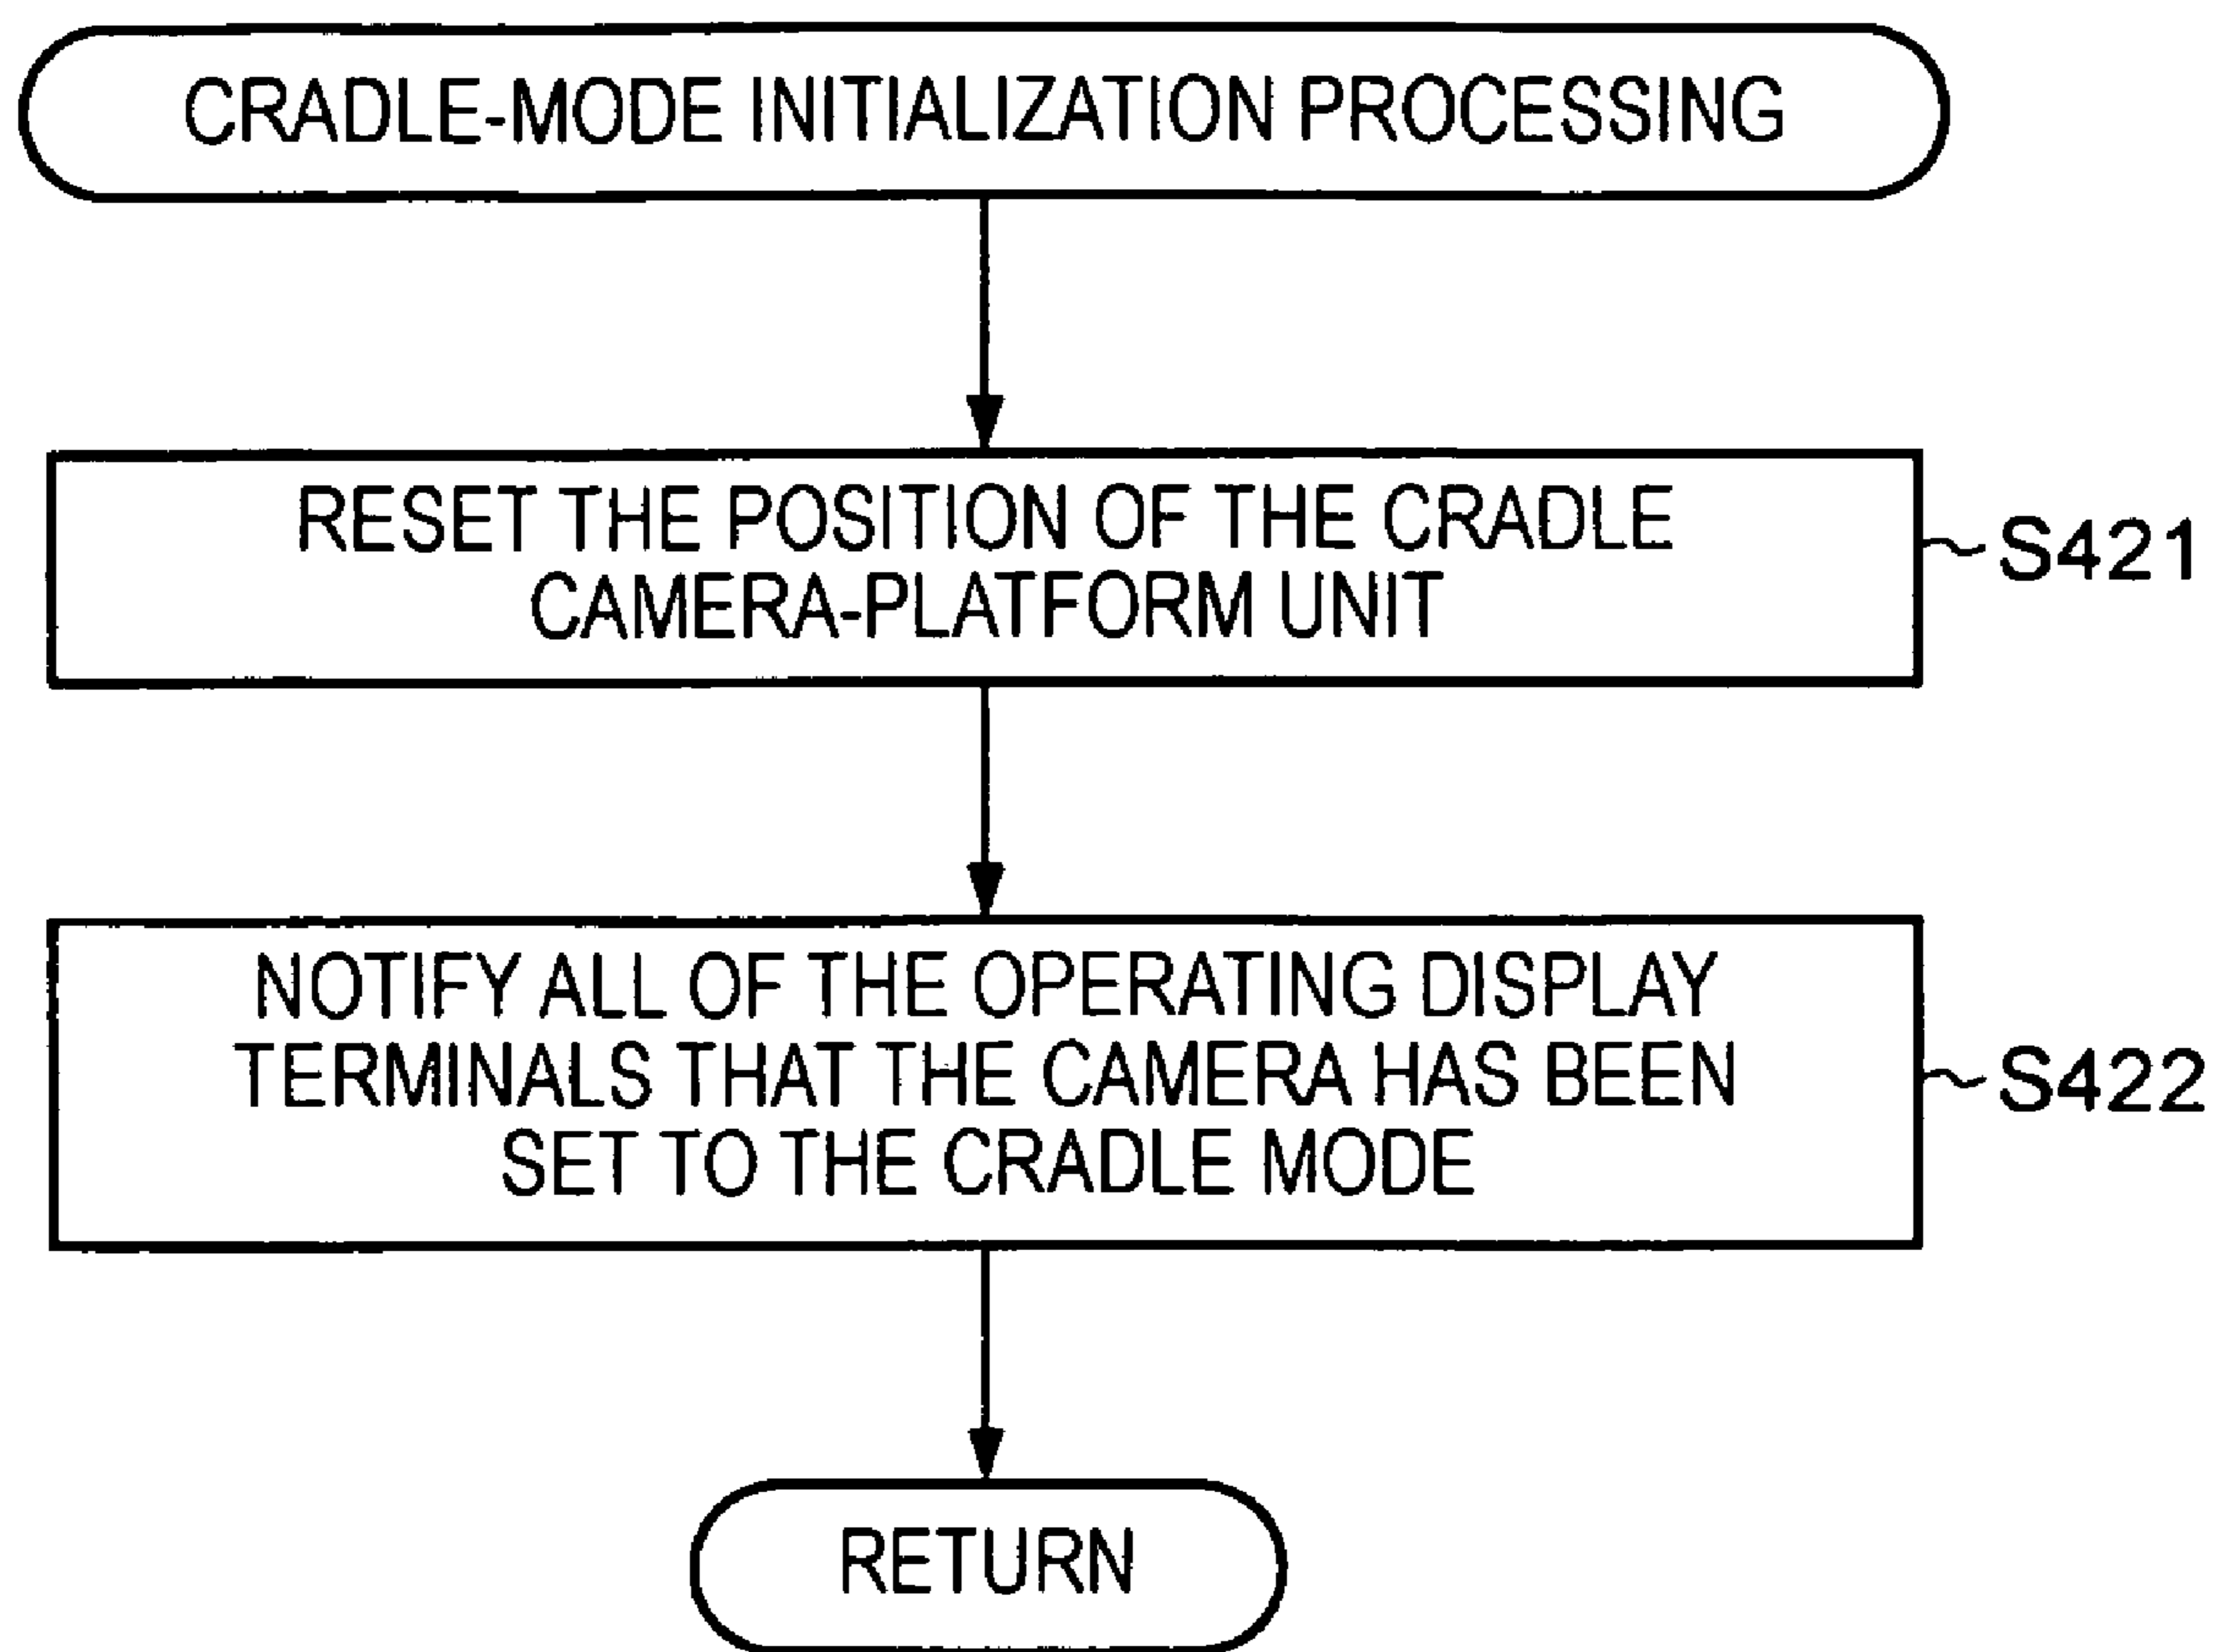 CRADLE-MODE INITIALIZATION PROCESSING
RESET THE POSITION OF THE CRADLE
CAMERA-PLATFORM UNIT
S421
NOTIFY ALL OF THE OPERATING DISPLAY
TERMINALS THAT THE CAMERA HAS BEEN
SET TO THE CRADLE MODE
S422
RETURN